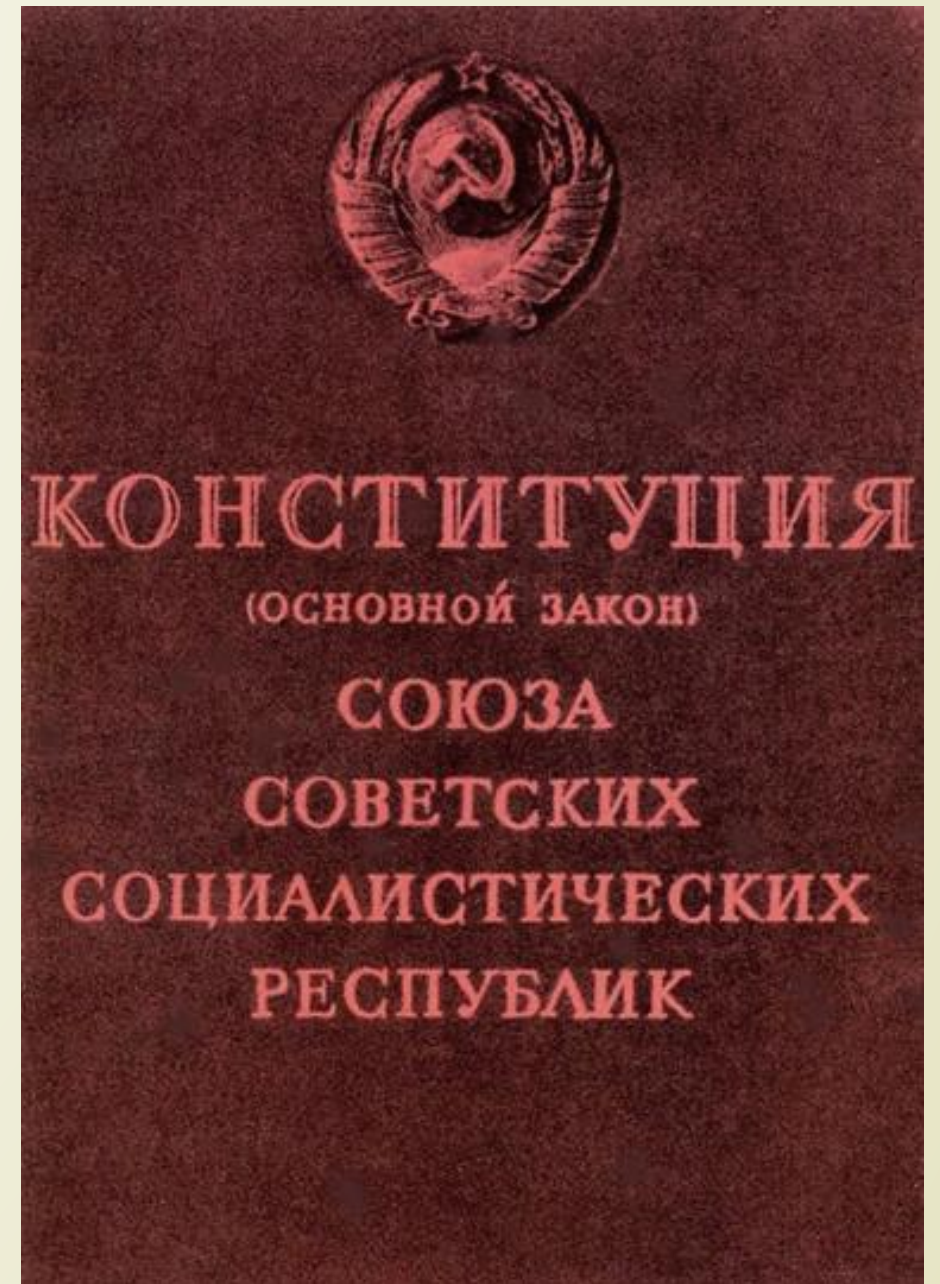 КОНСТИТУЦИЯ
(ОСНОВНОЙ ЗАКОН)
СОЮЗА
СОВЕТСКИХ
СОЦИАЛИСТИЧЕСКИХ
РЕСПУБЛИК